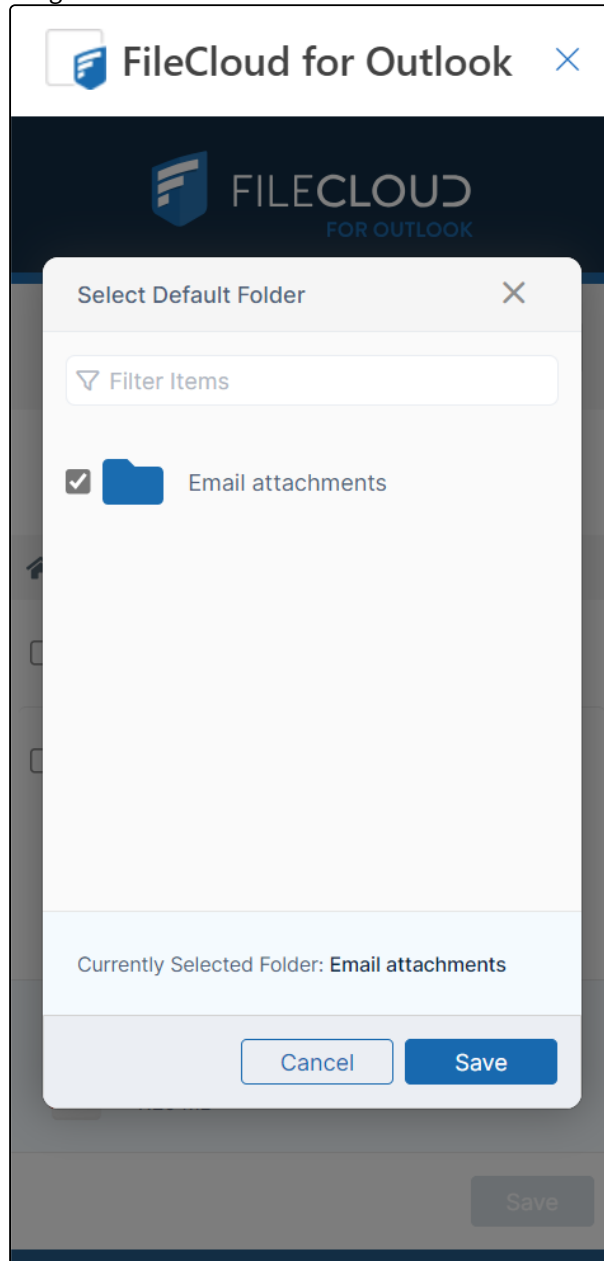 FileCloud for Outlook
FILECLOUD
FOR OUTLOOK
Select Default Folder
Filter Items
Email attachments
Currently Selected Folder: Email attachments
Cancel
Save
Save